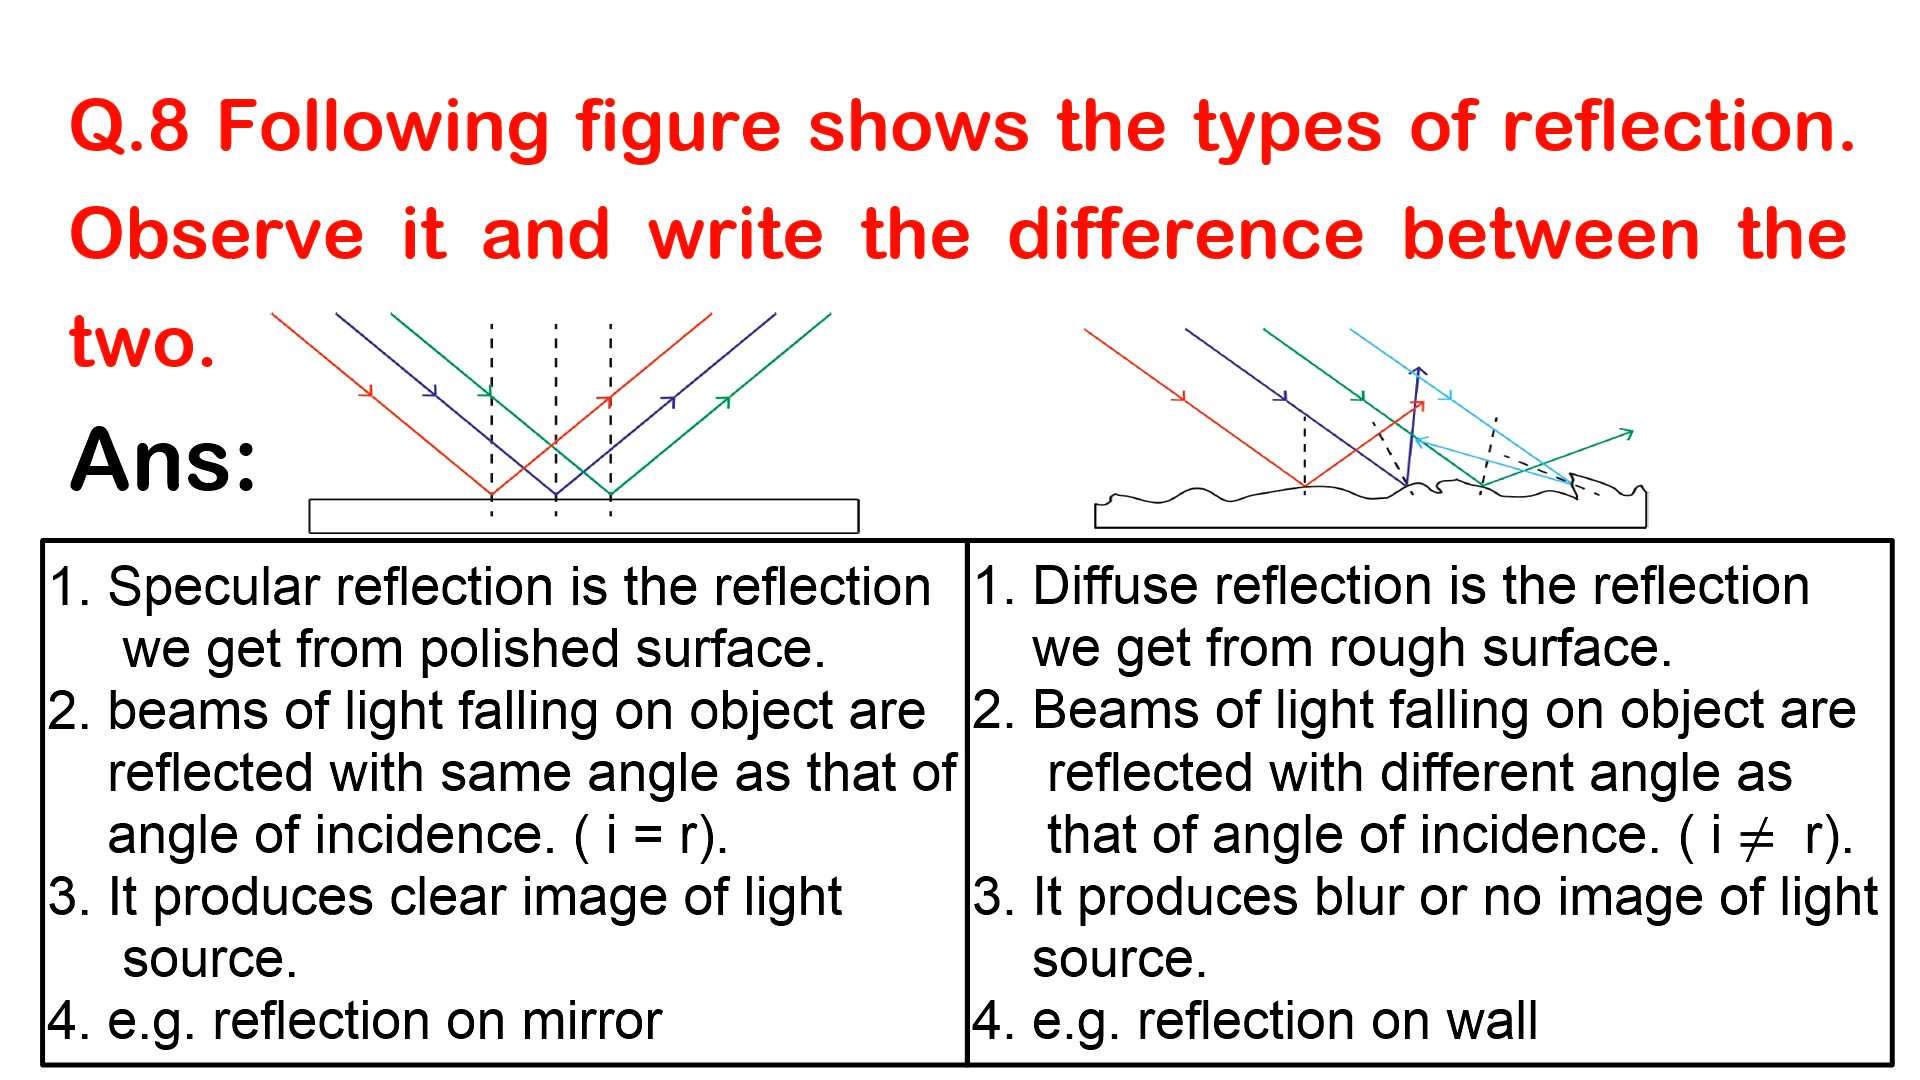 Q.8 Following figure shows the types of reflection.
Observe it and write the difference between the
two.
Ans:
1. Specular reflection is the reflection
we get from polished surface.
2. beams of light falling on object are
reflected with same angle as that of
angle of incidence. ( i = r).
3. It produces clear image of light
source.
4. e.g. reflection on mirror
1. Diffuse reflection is the reflection
we get from rough surface.
2. Beams of light falling on object are
reflected with different angle as
that of angle of incidence. ( i ≠ r).
3. It produces blur or no image of light
source.
4. e.g. reflection on wall